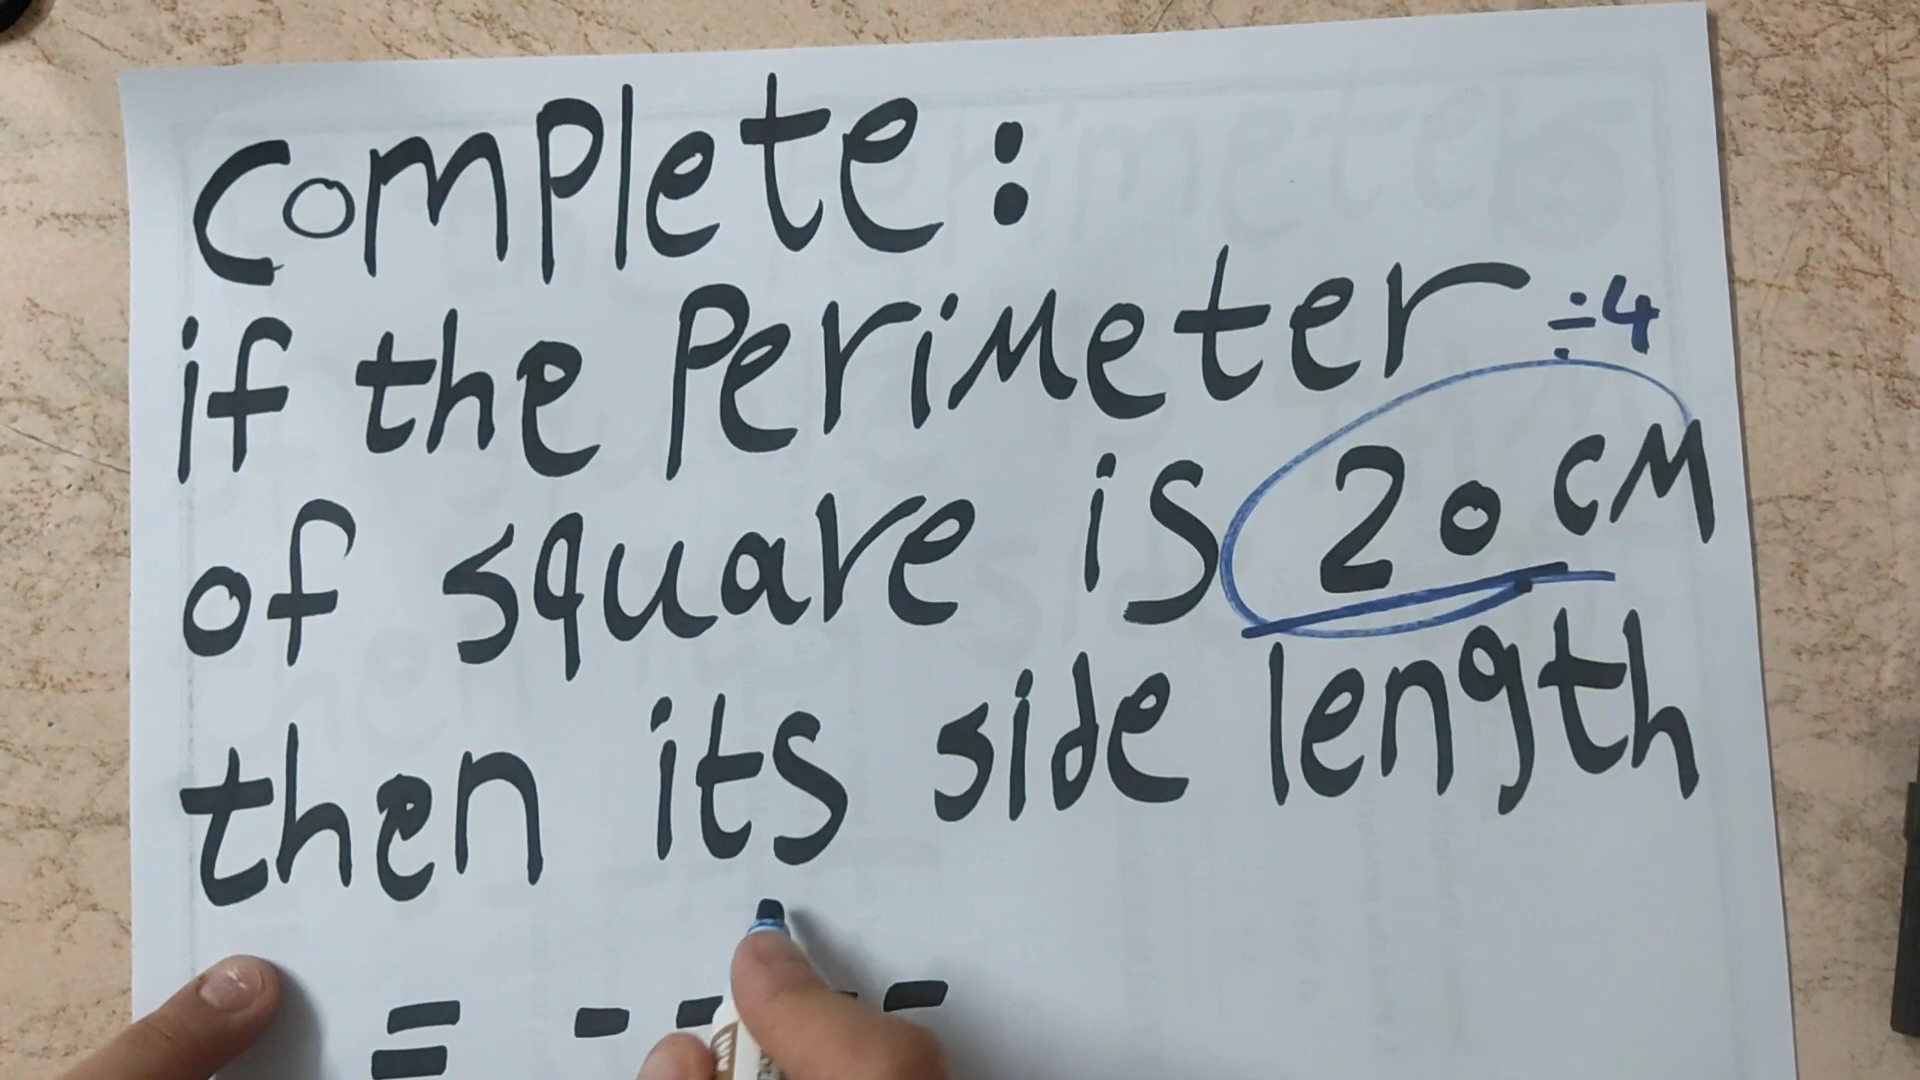 complete:
if the Perimeter ÷4
of square is 20 cM
then its side length
= ----